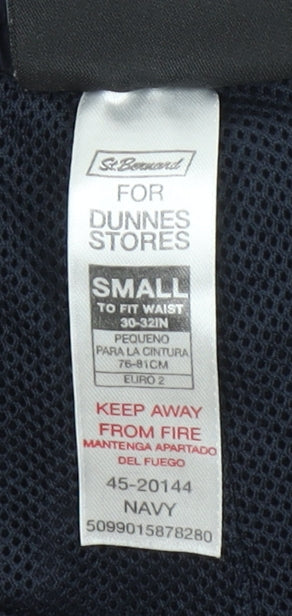 St. Bernard
FOR
DUNNES
STORES
SMALL
TO FIT WAIST
30-32IN
PEQUENO
PARA LA CINTURA
76-81CM
EURO 2
KEEP AWAY
FROM FIRE
MANTENGA APARTADO
DEL FUEGO
45-20144
NAVY
5099015878280